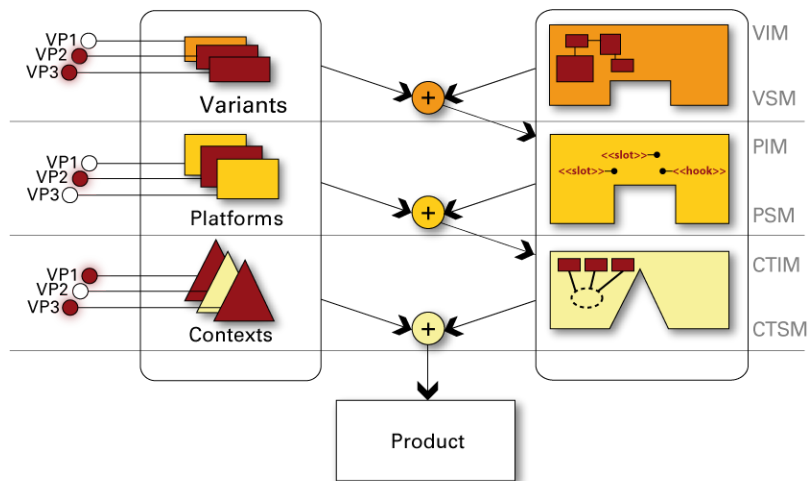 VP1
VP2
VP3
Variants
VIM
VSM
VP1
VP2
VP3
Platforms
<<slot>>
<<slot>>
<<hook>>
PIM
PSM
VP1
VP2
VP3
Contexts
CTIM
CTSM
Product